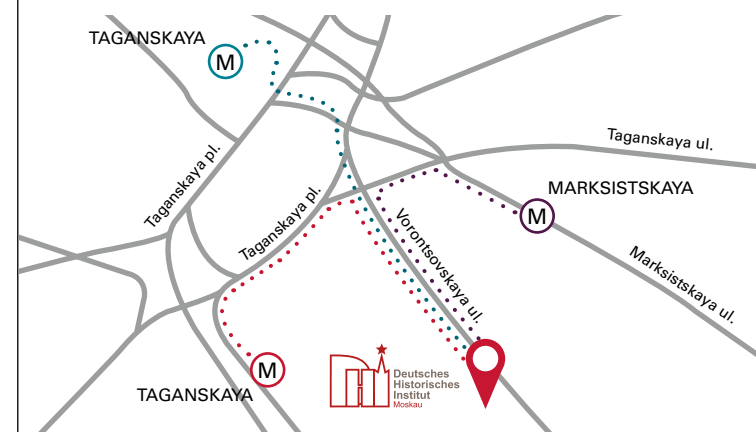 TAGANSKAYA
M
Taganskaya ul.
Taganskaya pl.
MARKSISTSKAYA
M
Taganskaya pl.
Vorontsovskaya ul.
Marksistskaya ul.
M
TAGANSKAYA
Deutsches
Historisches
Institut
Moskau